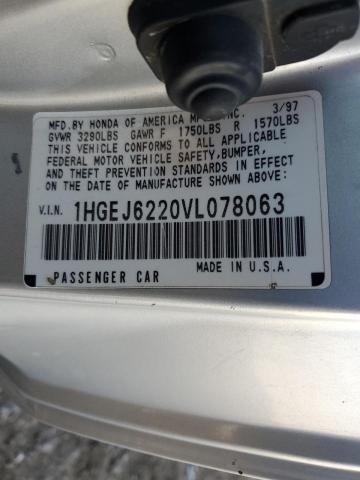 MFD.BY HONDA OF AMERICA MFG., INC. 3/97
GVWR 3290LBS GAWR F 1750LBS R 1570LBS
THIS VEHICLE CONFORMS TO ALL APPLICABLE
FEDERAL MOTOR VEHICLE SAFETY, BUMPER,
AND THEFT PREVENTION STANDARDS IN EFFECT
ON THE DATE OF MANUFACTURE SHOWN ABOVE:
V.I.N. 1HGEJ6220VL078063
PASSENGER CAR MADE IN U.S.A.